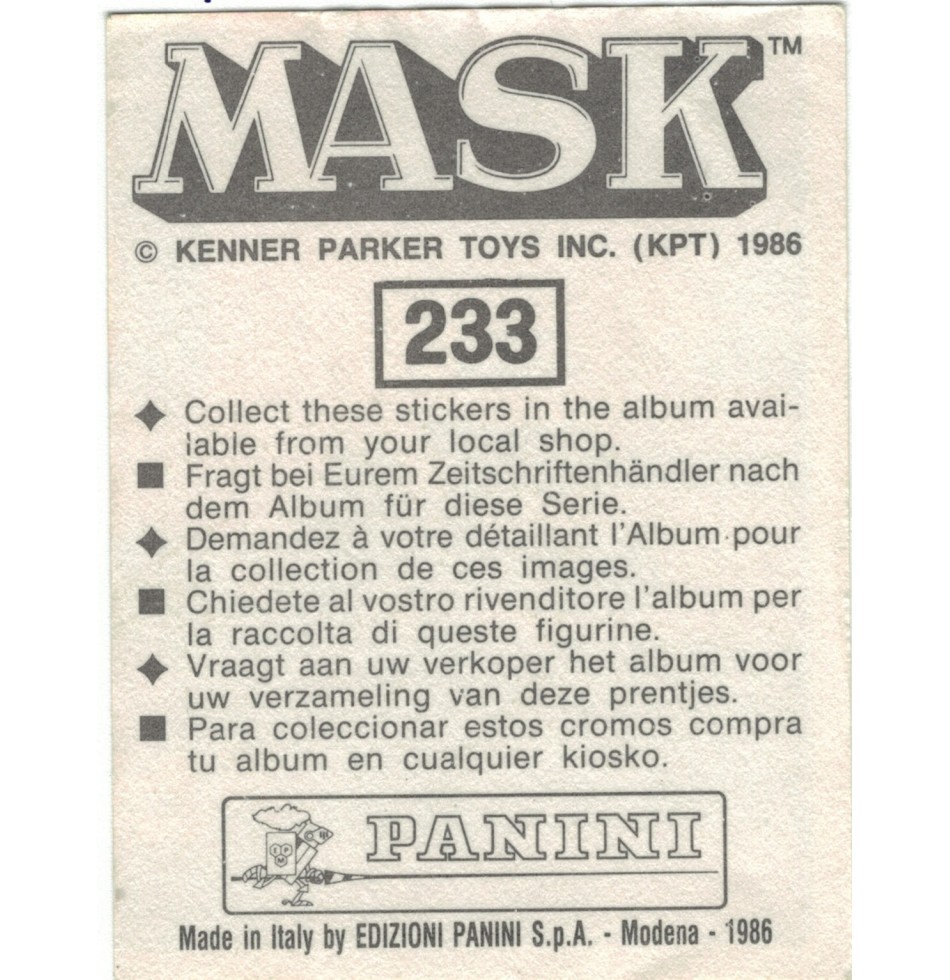 MASK™
© KENNER PARKER TOYS INC. (KPT) 1986
233
◆ Collect these stickers in the album avai-
lable from your local shop.
■ Fragt bei Eurem Zeitschriftenhändler nach
dem Album für diese Serie.
◆ Demandez à votre détaillant l'Album pour
la collection de ces images.
■ Chiedete al vostro rivenditore l'album per
la raccolta di queste figurine.
◆ Vraagt aan uw verkoper het album voor
uw verzameling van deze prentjes.
■ Para coleccionar estos cromos compra
tu album en cualquier kiosko.
EPM
PANINI
Made in Italy by EDIZIONI PANINI S.p.A. - Modena - 1986